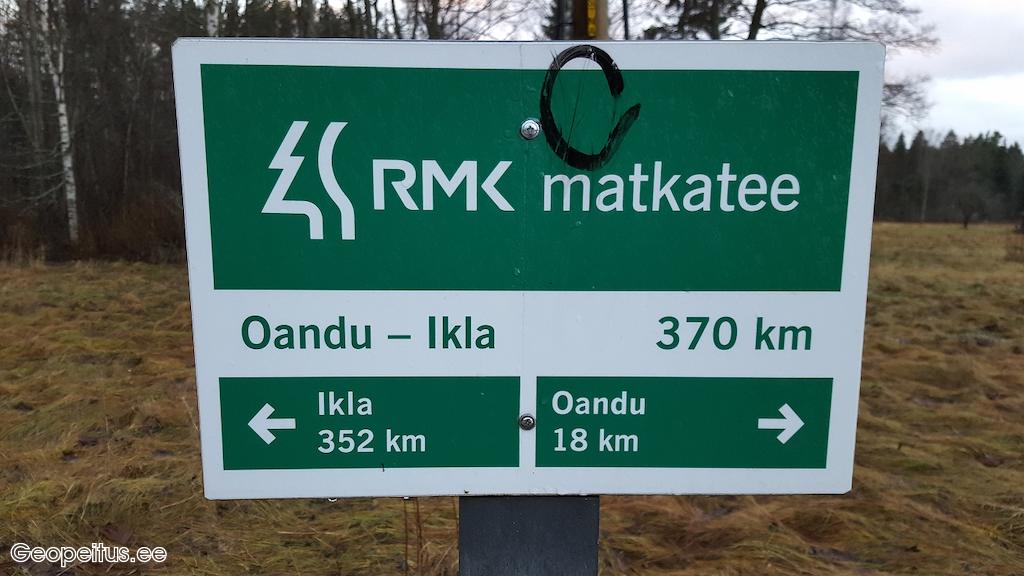 RMK matkatee
Oandu – Ikla 370 km
← Ikla
352 km
Oandu →
18 km
Geopeitus.ee